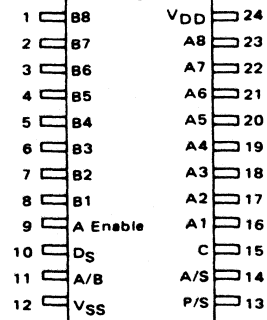 1 B8 VDD 24
2 B7 A8 23
3 B6 A7 22
4 B5 A6 21
5 B4 A5 20
6 B3 A4 19
7 B2 A3 18
8 B1 A2 17
9 A Enable A1 16
10 DS C 15
11 A/B A/S 14
12 VSS P/S 13